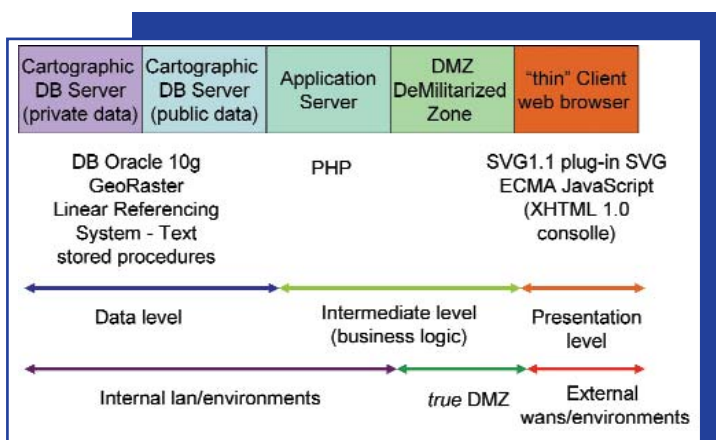 Cartographic
DB Server
(private data)
Cartographic
DB Server
(public data)
Application
Server
DMZ
DeMilitarized
Zone
"thin" Client
web browser
DB Oracle 10g
GeoRaster
Linear Referencing
System - Text
stored procedures
PHP
SVG1.1 plug-in SVG
ECMA JavaScript
(XHTML 1.0
consolle)
Data level
Intermediate level
(business logic)
Presentation
level
Internal lan/environments
true DMZ
External
wans/environments